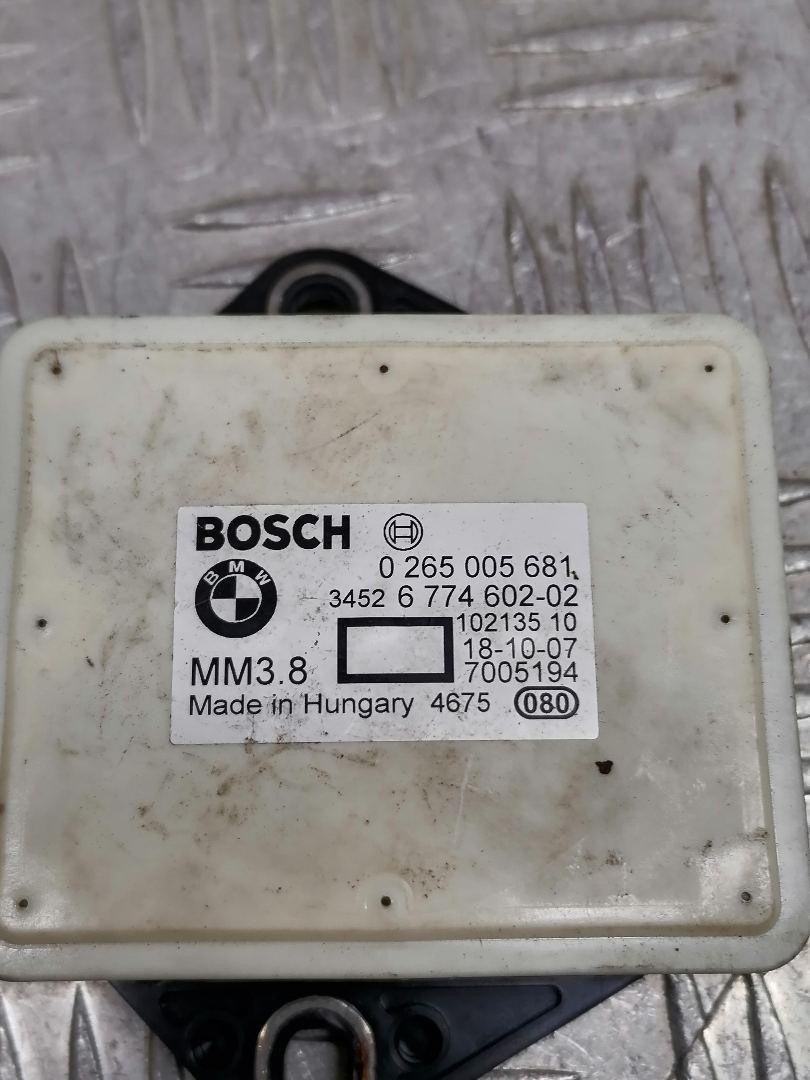 BOSCH
0 265 005 681
BMW
3452 6 774 602-02
102135 10
18-10-07
MM3.8
7005194
Made in Hungary 4675 080